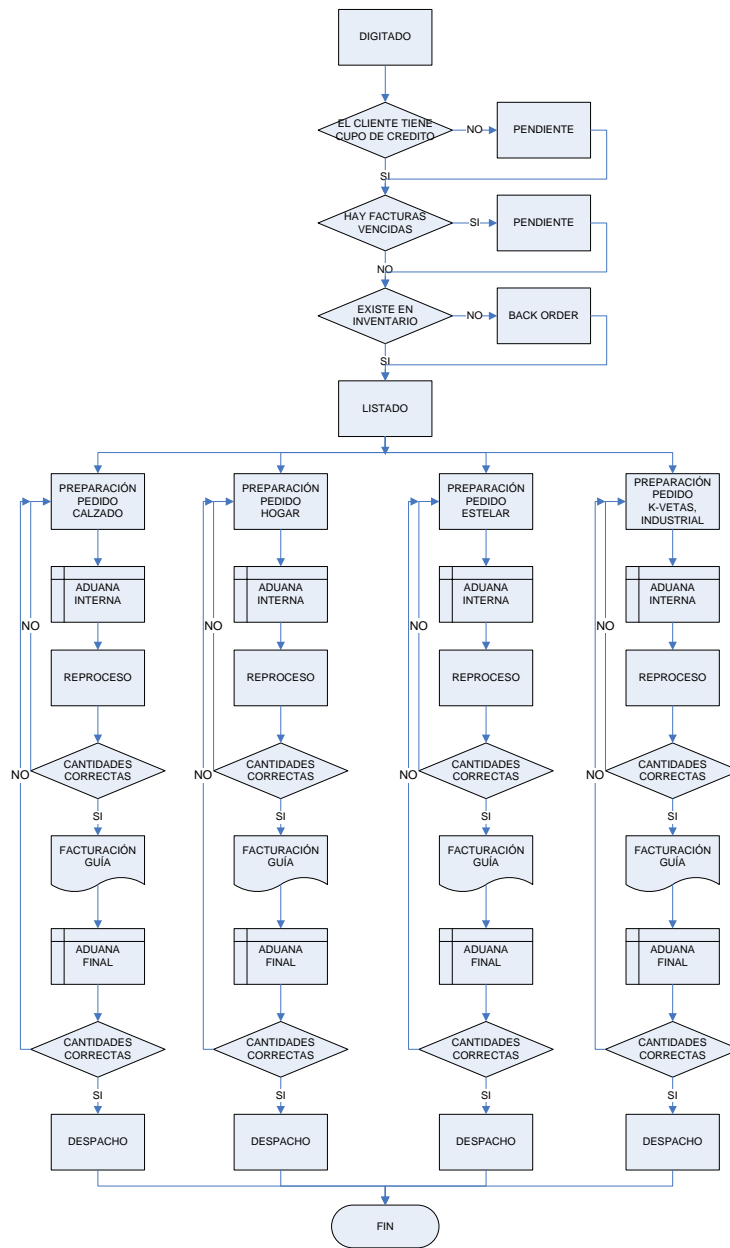 DIGITADO
EL CLIENTE TIENE
CUPO DE CREDITO
NO
PENDIENTE
SI
HAY FACTURAS
VENCIDAS
SI
PENDIENTE
NO
EXISTE EN
INVENTARIO
NO
BACK ORDER
SI
LISTADO
PREPARACIÓN
PEDIDO
CALZADO
ADUANA
INTERNA
NO
REPROCESO
CANTIDADES
CORRECTAS
NO
SI
FACTURACIÓN
GUÍA
ADUANA
FINAL
CANTIDADES
CORRECTAS
SI
DESPACHO
PREPARACIÓN
PEDIDO
HOGAR
ADUANA
INTERNA
NO
REPROCESO
CANTIDADES
CORRECTAS
NO
SI
FACTURACIÓN
GUÍA
ADUANA
FINAL
CANTIDADES
CORRECTAS
SI
DESPACHO
PREPARACIÓN
PEDIDO
ESTELAR
ADUANA
INTERNA
NO
REPROCESO
CANTIDADES
CORRECTAS
NO
SI
FACTURACIÓN
GUÍA
ADUANA
FINAL
CANTIDADES
CORRECTAS
SI
DESPACHO
PREPARACIÓN
PEDIDO
K-VETAS,
INDUSTRIAL
ADUANA
INTERNA
NO
REPROCESO
CANTIDADES
CORRECTAS
NO
SI
FACTURACIÓN
GUÍA
ADUANA
FINAL
CANTIDADES
CORRECTAS
SI
DESPACHO
FIN